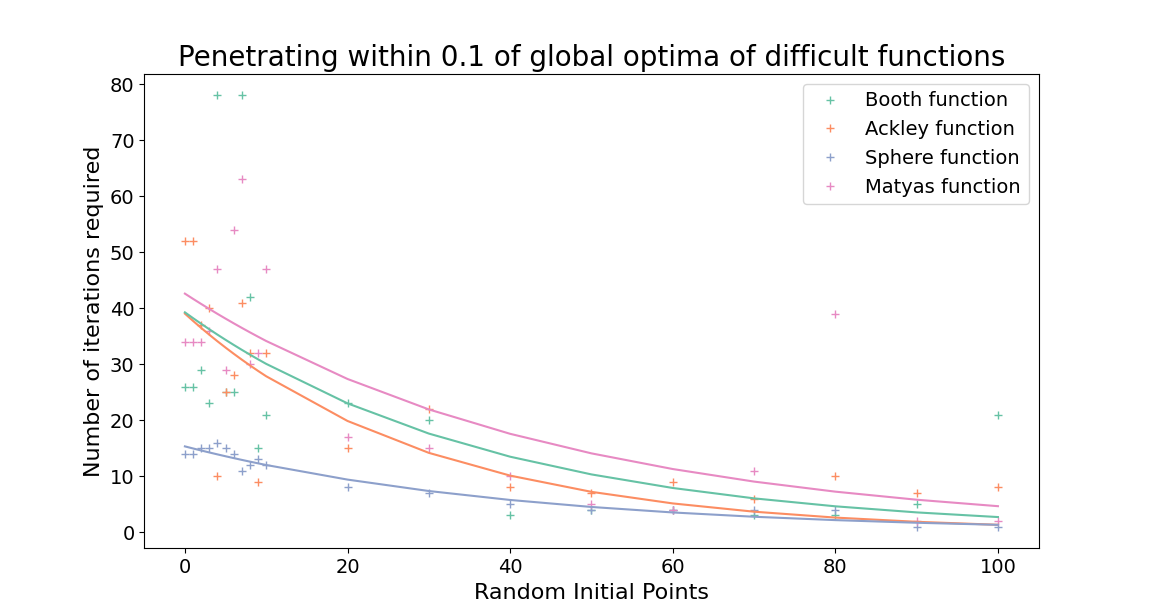 Penetrating within 0.1 of global optima of difficult functions
80
70
60
50
40
30
20
10
0
Number of iterations required
Booth function
Ackley function
Sphere function
Matyas function
0 20 40 60 80 100
Random Initial Points